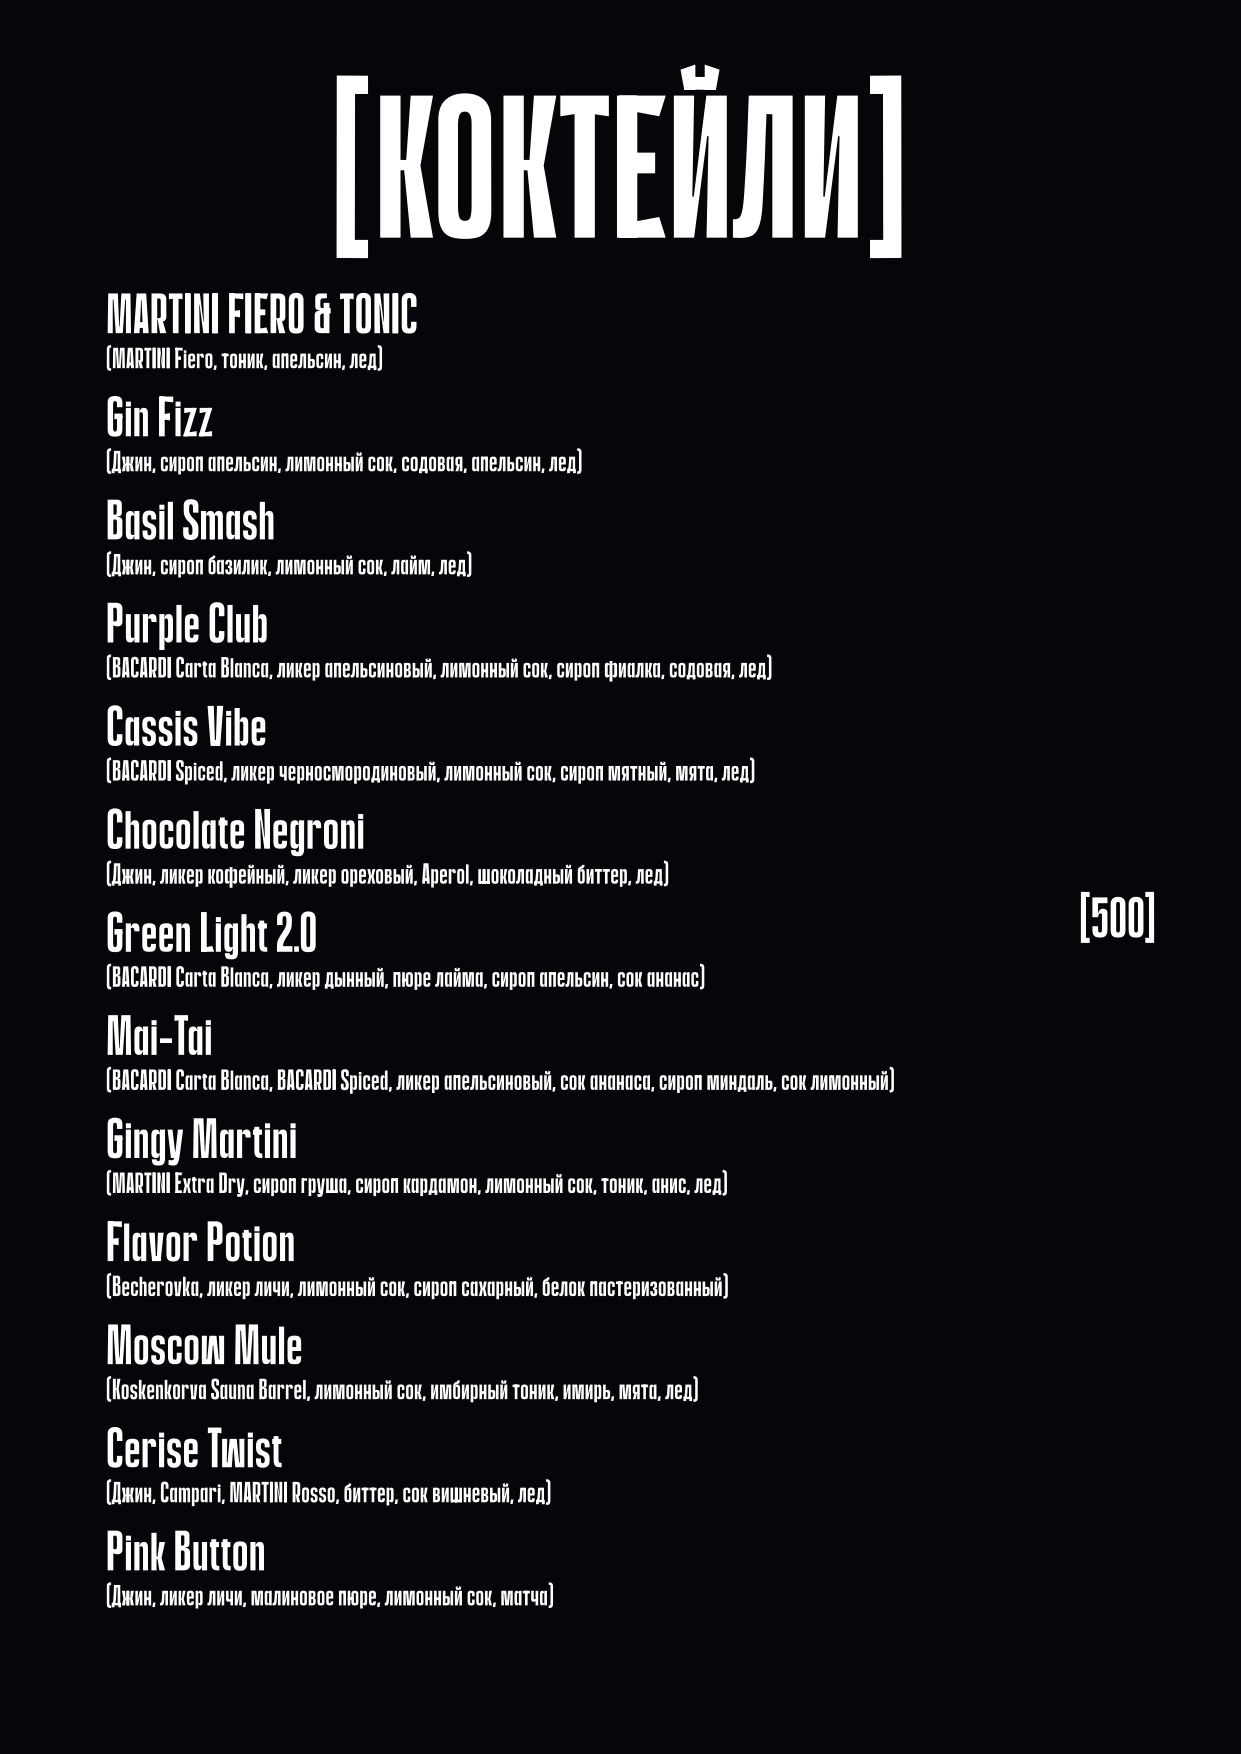 [КОКТЕЙЛИ]
MARTINI FIERO & TONIC
(MARTINI Fiero, тоник, апельсин, лед)
Gin Fizz
(Джин, сироп апельсин, лимонный сок, содовая, апельсин, лед)
Basil Smash
(Джин, сироп базилик, лимонный сок, лайм, лед)
Purple Club
(BACARDI Carta Blanca, ликер апельсиновый, лимонный сок, сироп фиалка, содовая, лед)
Cassis Vibe
(BACARDI Spiced, ликер черносмородиновый, лимонный сок, сироп мятный, мята, лед)
Chocolate Negroni
(Джин, ликер кофейный, ликер ореховый, Aperol, шоколадный биттер, лед)
[500]
Green Light 2.0
(BACARDI Carta Blanca, ликер дынный, пюре лайма, сироп апельсин, сок ананас)
Mai-Tai
(BACARDI Carta Blanca, BACARDI Spiced, ликер апельсиновый, сок ананаса, сироп миндаль, сок лимонный)
Gingy Martini
(MARTINI Extra Dry, сироп груша, сироп кардамон, лимонный сок, тоник, анис, лед)
Flavor Potion
(Becherovka, ликер личи, лимонный сок, сироп сахарный, белок пастеризованный)
Moscow Mule
(Koskenkorva Sauna Barrel, лимонный сок, имбирный тоник, имирь, мята, лед)
Cerise Twist
(Джин, Campari, MARTINI Rosso, биттер, сок вишневый, лед)
Pink Button
(Джин, ликер личи, малиновое пюре, лимонный сок, матча)